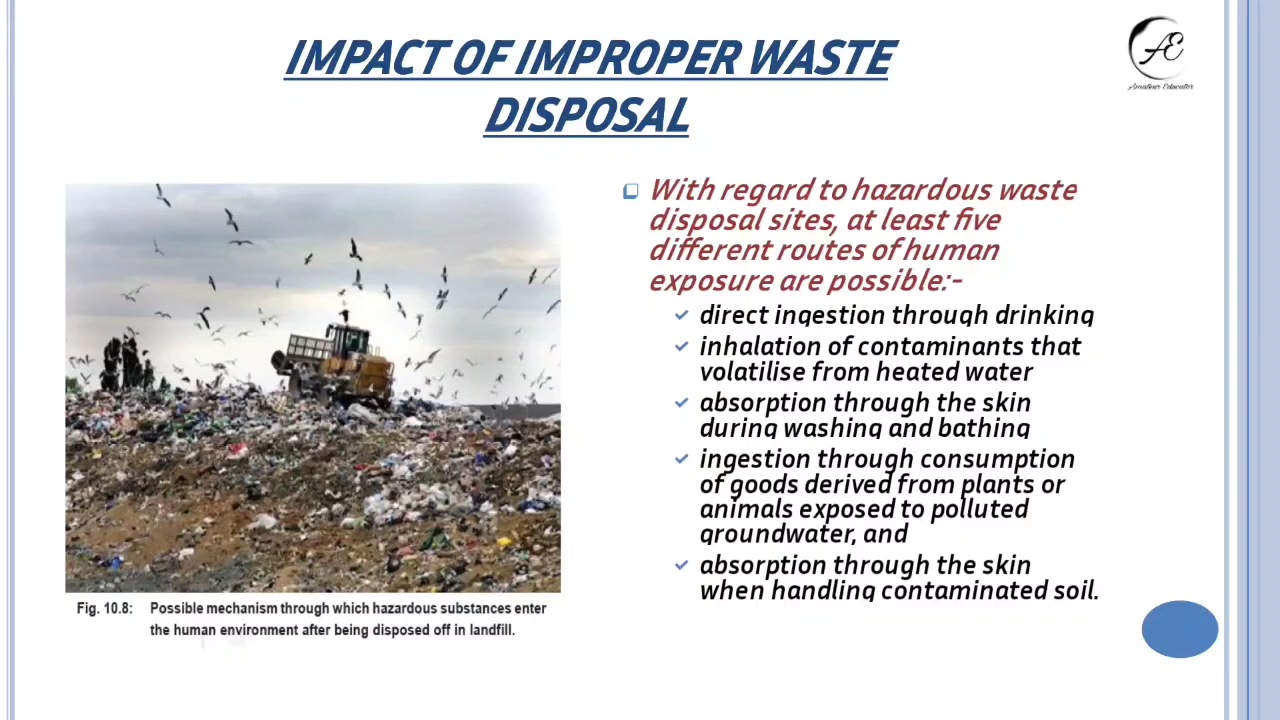 IMPACT OF IMPROPER WASTE
DISPOSAL
AE
Amateur Educator
With regard to hazardous waste
disposal sites, at least five
different routes of human
exposure are possible:-
direct ingestion through drinking
inhalation of contaminants that
volatilise from heated water
absorption through the skin
during washing and bathing
ingestion through consumption
of goods derived from plants or
animals exposed to polluted
groundwater, and
absorption through the skin
when handling contaminated soil.
Fig. 10.8: Possible mechanism through which hazardous substances enter
the human environment after being disposed off in landfill.